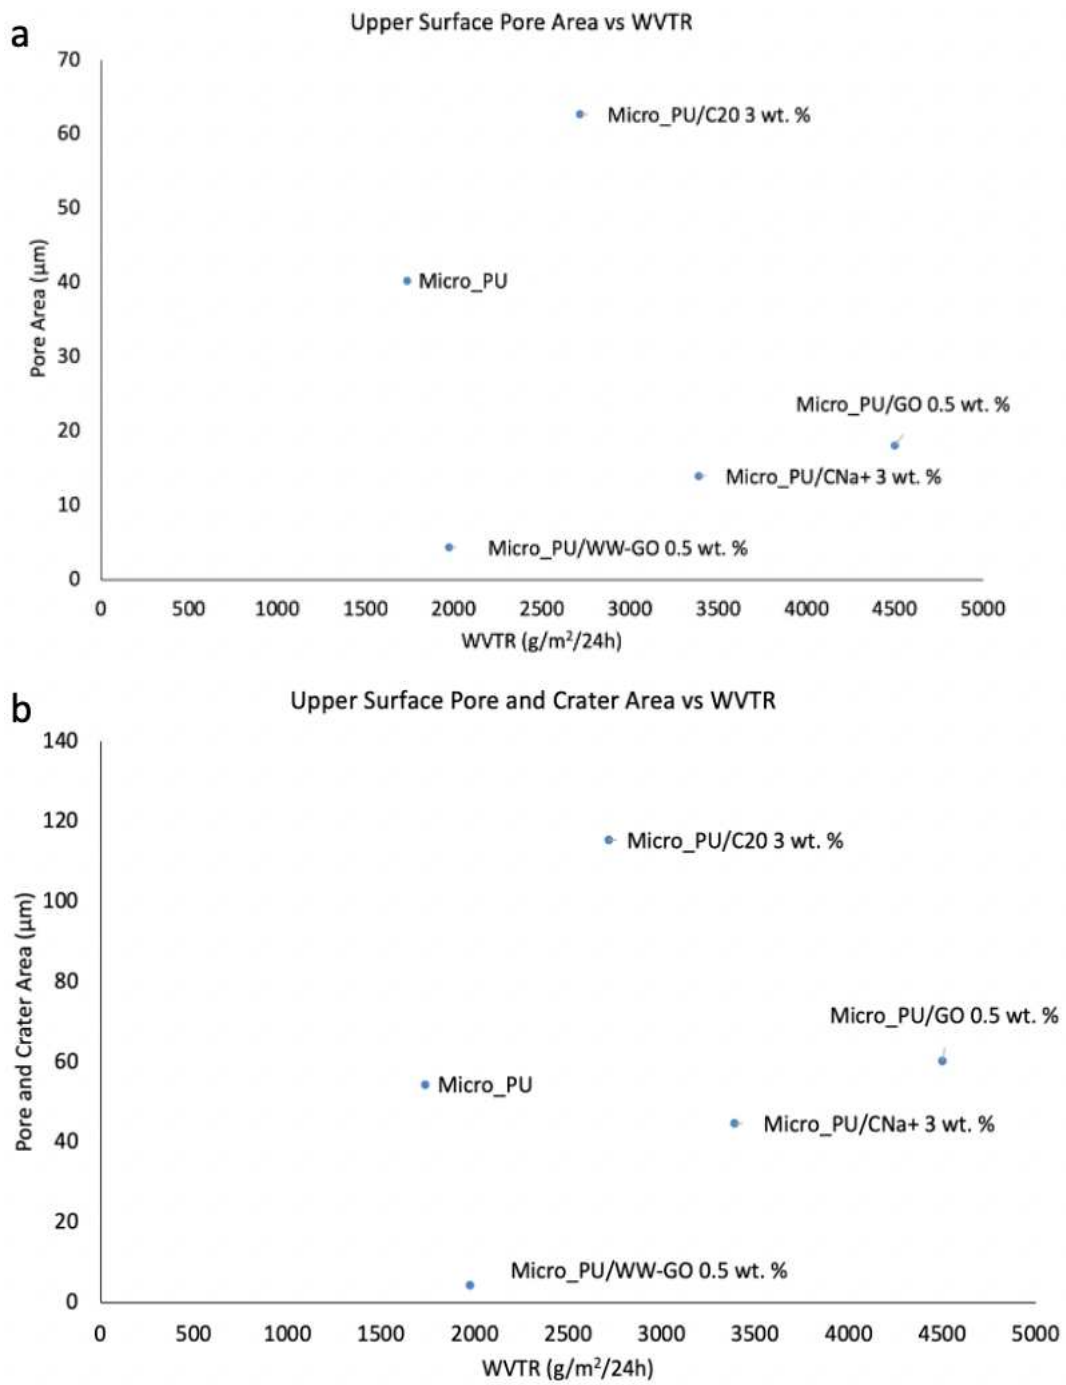 a
Upper Surface Pore Area vs WVTR
70
60
50
40
30
20
10
0
Pore Area (µm)
Micro_PU/C20 3 wt. %
Micro_PU
Micro_PU/GO 0.5 wt. %
Micro_PU/CNa+ 3 wt. %
Micro_PU/WW-GO 0.5 wt. %
0 500 1000 1500 2000 2500 3000 3500 4000 4500 5000
WVTR (g/m²/24h)
b
Upper Surface Pore and Crater Area vs WVTR
140
120
100
80
60
40
20
0
Pore and Crater Area (µm)
Micro_PU/C20 3 wt. %
Micro_PU/GO 0.5 wt. %
Micro_PU
Micro_PU/CNa+ 3 wt. %
Micro_PU/WW-GO 0.5 wt. %
0 500 1000 1500 2000 2500 3000 3500 4000 4500 5000
WVTR (g/m²/24h)